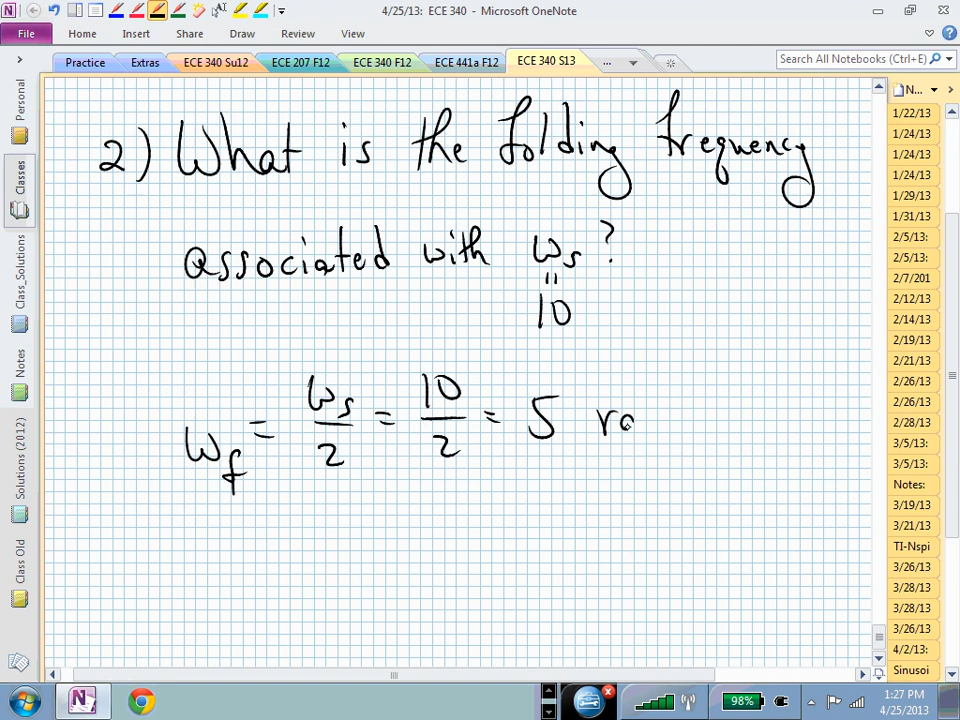 4/25/13: ECE 340 - Microsoft OneNote
File Home Insert Share Draw Review View
Practice Extras ECE 340 Su12 ECE 207 F12 ECE 340 F12 ECE 441a F12 ECE 340 S13 ...
Search All Notebooks (Ctrl+E)
Personal
Classes
Class_Solutions
Notes
Solutions (2012)
Class Old
2) What is the folding frequency
associated with ωs?
"
10
ωf = ωs/2 = 10/2 = 5 ra
N...
1/22/13
1/24/13
1/24/13
1/24/13
1/29/13
1/31/13
2/5/13:
2/5/13:
2/7/201
2/12/13
2/14/13
2/19/13
2/21/13
2/26/13
2/26/13
2/28/13
3/5/13:
3/5/13:
Notes:
3/19/13
3/21/13
TI-Nspi
3/26/13
3/28/13
3/28/13
3/26/13
4/2/13:
Sinusoi
98%
1:27 PM
4/25/2013